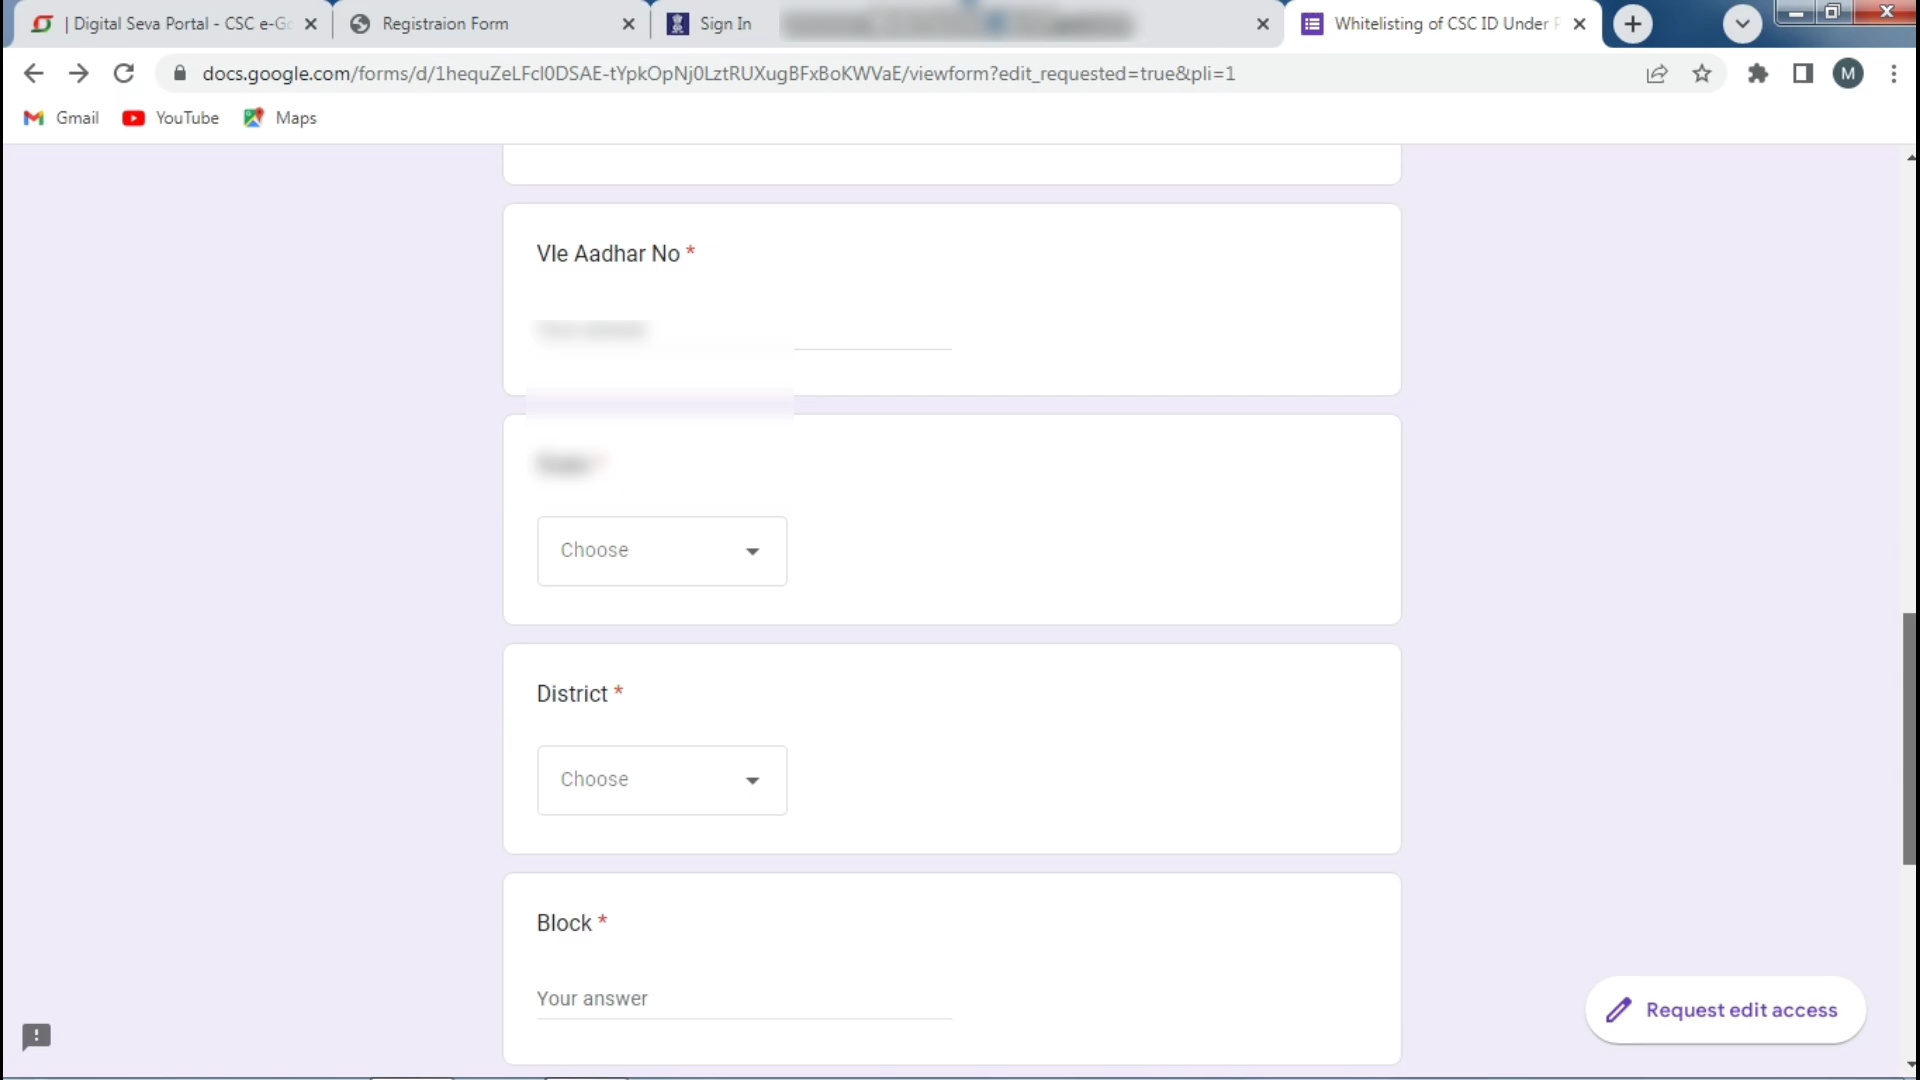 | Digital Seva Portal - CSC e-Go
Registraion Form
Sign In
Whitelisting of CSC ID Under P
docs.google.com/forms/d/1hequZeLFcI0DSAE-tYpkOpNj0LztRUXugBFxBoKWVaE/viewform?edit_requested=true&pli=1
M
Gmail
YouTube
Maps
Vle Aadhar No *
Choose
District *
Choose
Block *
Your answer
Request edit access